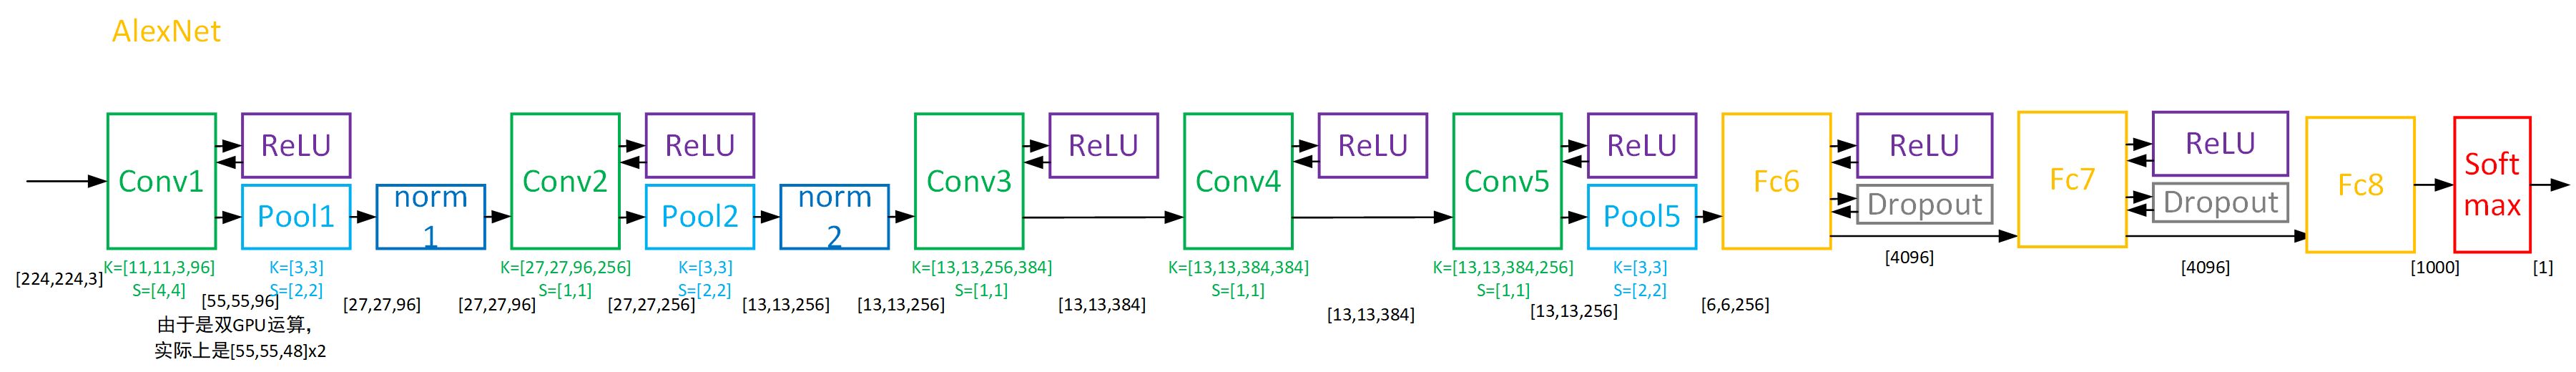 AlexNet
ReLU
ReLU
ReLU
ReLU
ReLU
ReLU
ReLU
Conv1
Pool1
norm
1
Conv2
Pool2
norm
2
Conv3
Conv4
Conv5
Pool5
Fc6
Dropout
Fc7
Dropout
Fc8
Soft
max
[224,224,3]
K=[11,11,3,96]
S=[4,4]
[55,55,96]
由于是双GPU运算，
实际上是[55,55,48]x2
K=[3,3]
S=[2,2]
[27,27,96]
[27,27,96]
K=[27,27,96,256]
S=[1,1]
[27,27,256]
K=[3,3]
S=[2,2]
[13,13,256]
[13,13,256]
K=[13,13,256,384]
S=[1,1]
[13,13,384]
K=[13,13,384,384]
S=[1,1]
[13,13,384]
K=[13,13,384,256]
S=[1,1]
[13,13,256]
K=[3,3]
S=[2,2]
[6,6,256]
[4096]
[4096]
[1000]
[1]